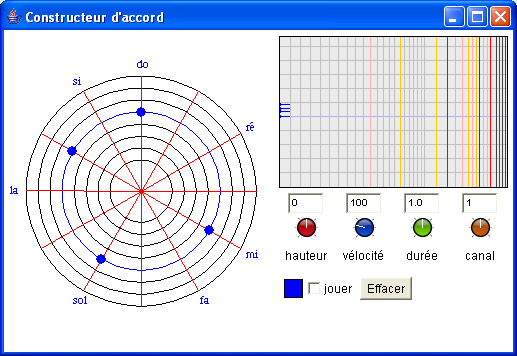 Constructeur d'accord
do
si
ré
la
mi
sol
fa
0 100 1.0 1
hauteur vélocité durée canal
jouer Effacer